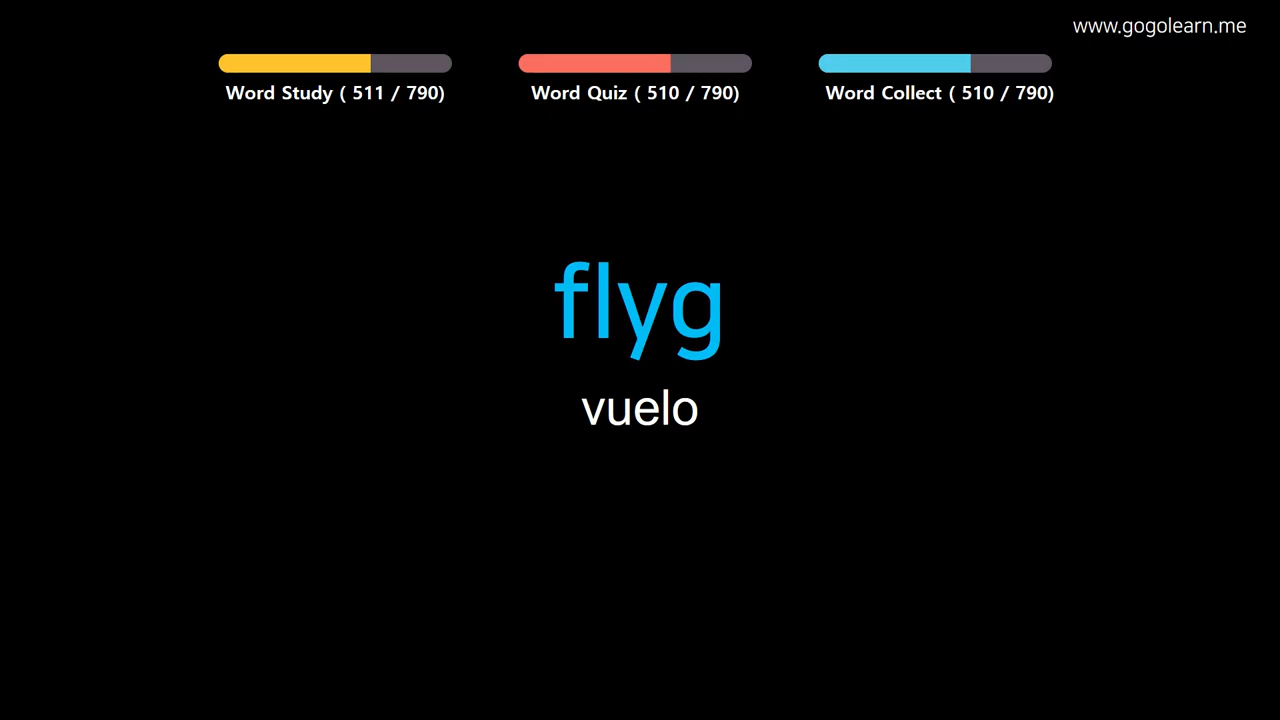 www.gogolearn.me
Word Study ( 511 / 790)
Word Quiz ( 510 / 790)
Word Collect ( 510 / 790)
flyg
vuelo